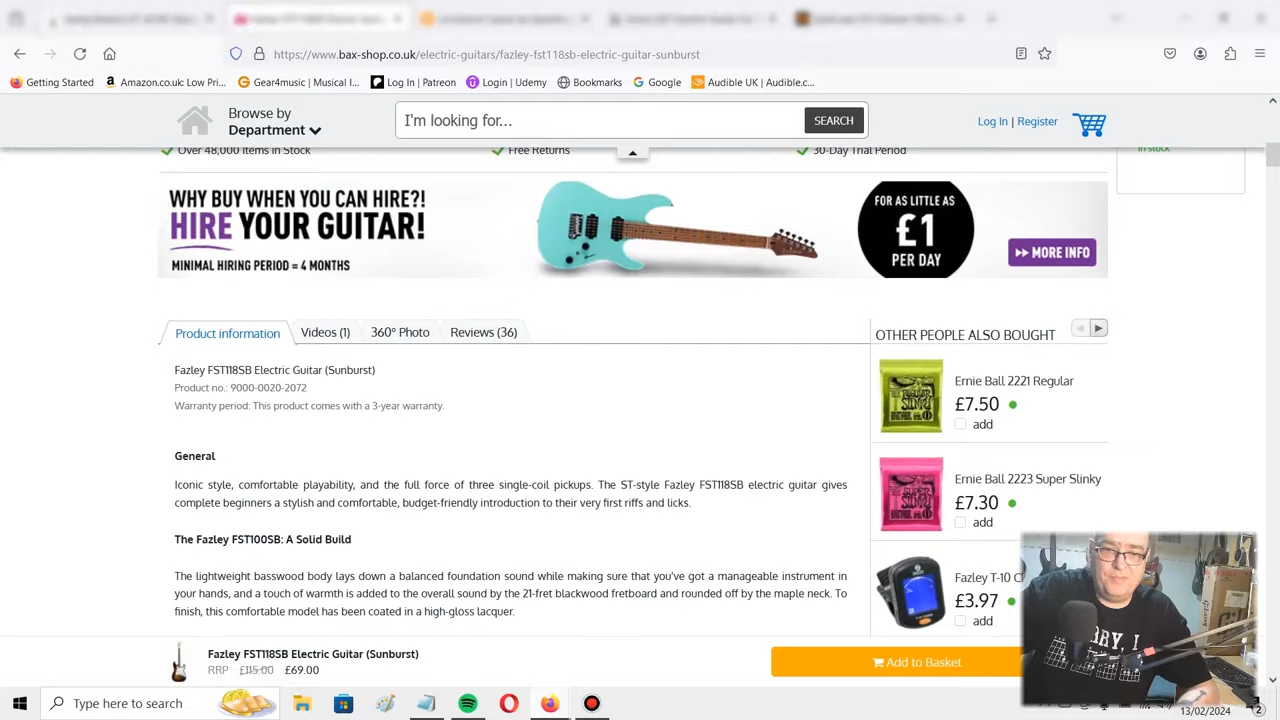 https://www.bax-shop.co.uk/electric-guitars/fazley-fst118sb-electric-guitar-sunburst
Getting Started
Amazon.co.uk: Low Pri...
Gear4music | Musical I...
Log In | Patreon
Login | Udemy
Bookmarks
Google
Audible UK | Audible.c...
Browse by
Department
I'm looking for...
SEARCH
Log In | Register
Over 48,000 Items in Stock
Free Returns
30-Day Trial Period
In stock
WHY BUY WHEN YOU CAN HIRE?!
HIRE YOUR GUITAR!
MINIMAL HIRING PERIOD = 4 MONTHS
FOR AS LITTLE AS
£1
PER DAY
MORE INFO
Product information
Videos (1)
360° Photo
Reviews (36)
Fazley FST118SB Electric Guitar (Sunburst)
Product no.: 9000-0020-2072
Warranty period: This product comes with a 3-year warranty.
General
Iconic style, comfortable playability, and the full force of three single-coil pickups. The ST-style Fazley FST118SB electric guitar gives
complete beginners a stylish and comfortable, budget-friendly introduction to their very first riffs and licks.
The Fazley FST100SB: A Solid Build
The lightweight basswood body lays down a balanced foundation sound while making sure that you've got a manageable instrument in
your hands, and a touch of warmth is added to the overall sound by the 21-fret blackwood fretboard and rounded off by the maple neck. To
finish, this comfortable model has been coated in a high-gloss lacquer.
OTHER PEOPLE ALSO BOUGHT
Ernie Ball 2221 Regular
£7.50
add
Ernie Ball 2223 Super Slinky
£7.30
add
Fazley T-10 C
£3.97
add
Fazley FST118SB Electric Guitar (Sunburst)
RRP £115.00 £69.00
Add to Basket
Type here to search
13/02/2024